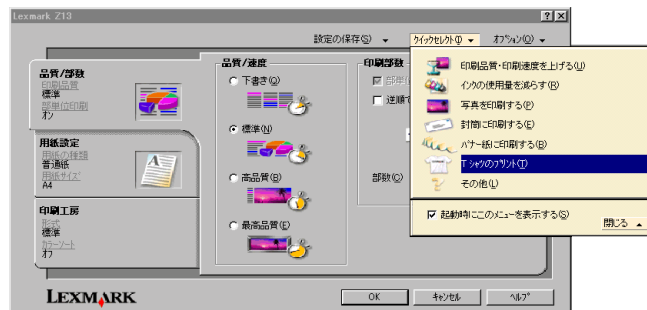 Lexmark Z13
設定の保存(S)
クイックセレクト(I)
オプション(O)
品質/部数
印刷品質
標準
部単位印刷
オン
用紙設定
用紙の種類
普通紙
用紙サイズ
A4
印刷工房
形式
標準
カラーソート
オフ
品質/速度
下書き(Q)
標準(N)
高品質(B)
最高品質(E)
印刷部数
部単
逆順で
部数(C)
印刷品質・印刷速度を上げる(U)
インクの使用量を減らす(R)
写真を印刷する(P)
封筒に印刷する(E)
バナー紙に印刷する(B)
T シャツのプリント(T)
その他(L)
起動時にこのメニューを表示する(S)
閉じる
LEXMARK
OK
キャンセル
ヘルプ